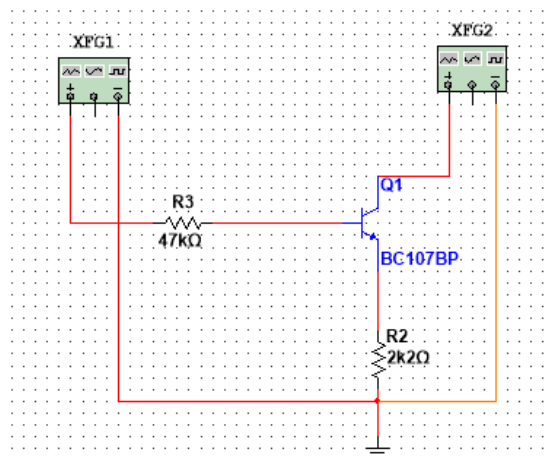 XFG1
XFG2
+
−
+
−
Q1
R3
47kΩ
BC107BP
R2
2k2Ω